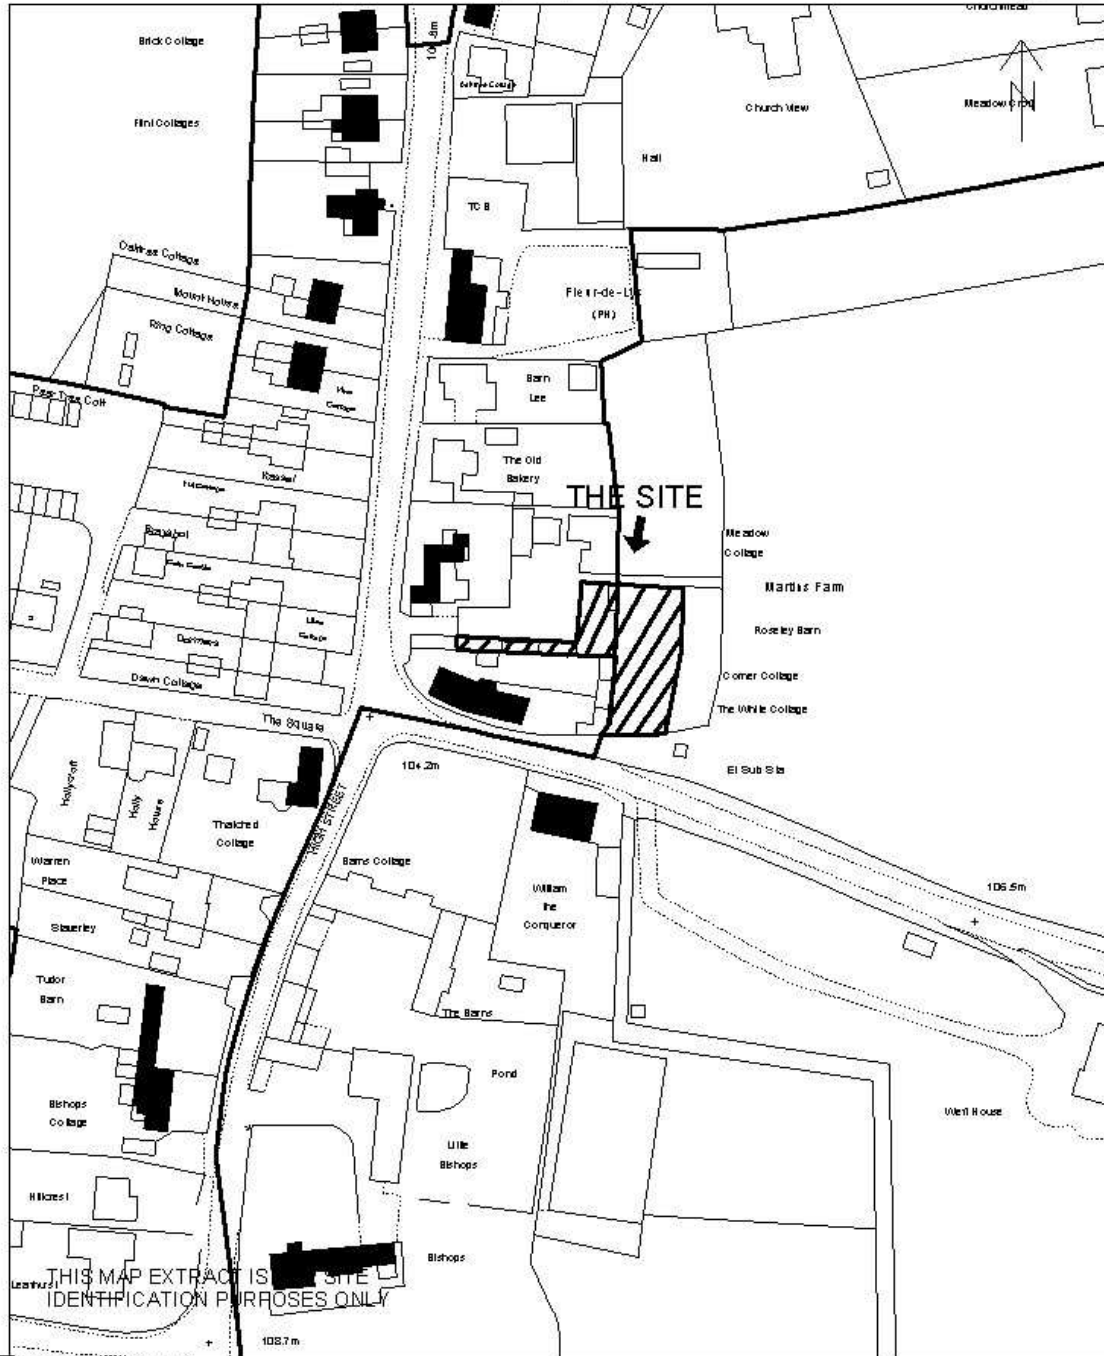 Brick Cottage
Flint Cottages
Church View
Hall
TCB
Oaktree Cottage
Mount House
Ring Cottage
Fleur-de-Lys
(PH)
Barn
Lee
Vine
Cottage
Pear Tree Cott
The Old
Bakery
Kassel
THE SITE
Meadow
Cottage
Martins Farm
Roseley Barn
Corner Cottage
The White Cottage
Dawn Cottage
The Square
El Sub Sta
104.2m
Hollycroft
Holly
House
Thatched
Cottage
HIGH STREET
Barns Cottage
Warren
Place
William
the
Conqueror
106.5m
Tudor
Barn
The Barns
Pond
Bishops
Cottage
Little
Bishops
Well House
Hillcrest
Bishops
THIS MAP EXTRACT IS SITE
IDENTIFICATION PURPOSES ONLY
108.7m
N